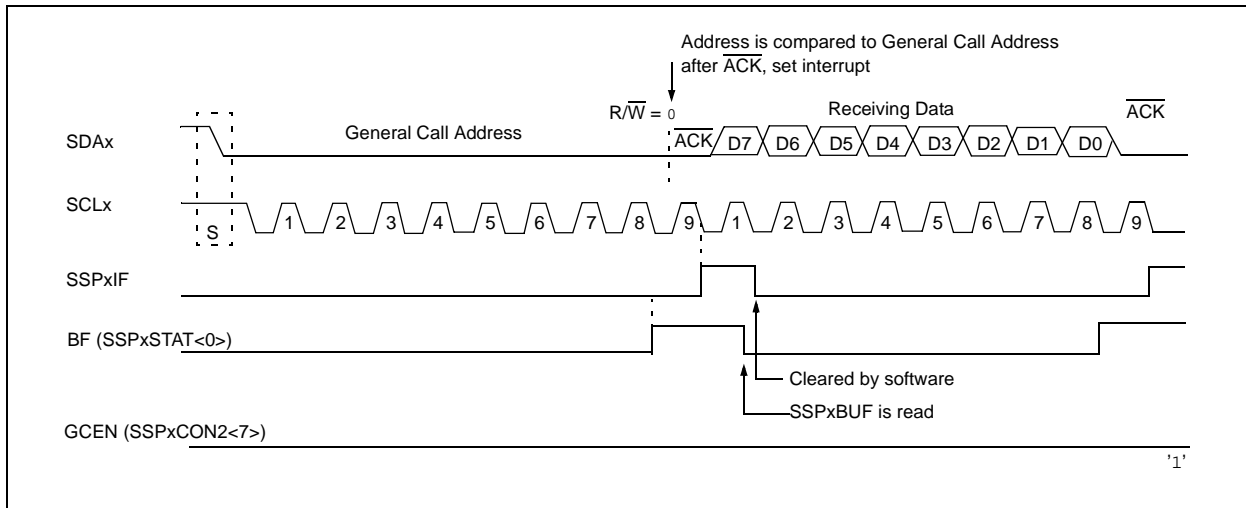 Address is compared to General Call Address
after ACK, set interrupt
R/W = 0
General Call Address
Receiving Data
ACK
SDAx
ACK
D7 D6 D5 D4 D3 D2 D1 D0
SCLx
S
1 2 3 4 5 6 7 8 9 1 2 3 4 5 6 7 8 9
SSPxIF
BF (SSPxSTAT<0>)
Cleared by software
SSPxBUF is read
GCEN (SSPxCON2<7>)
'1'